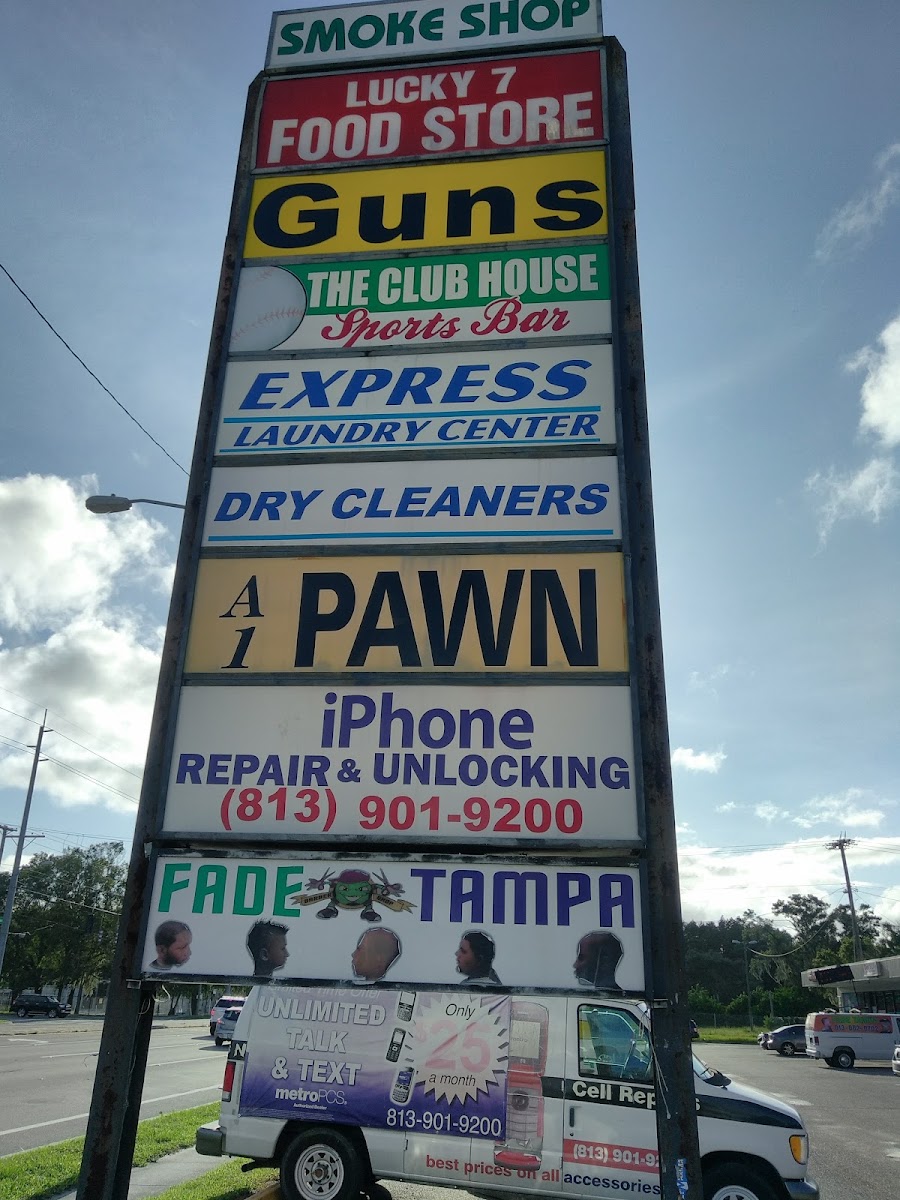 SMOKE SHOP
LUCKY 7
FOOD STORE
Guns
THE CLUB HOUSE
Sports Bar
EXPRESS
LAUNDRY CENTER
DRY CLEANERS
A1 PAWN
iPhone
REPAIR & UNLOCKING
(813) 901-9200
FADE TAMPA
UNLIMITED
TALK
& TEXT
metroPCS.
Only
$25
a month
813-901-9200
Cell Rep
(813) 901-92
best prices on all accessories